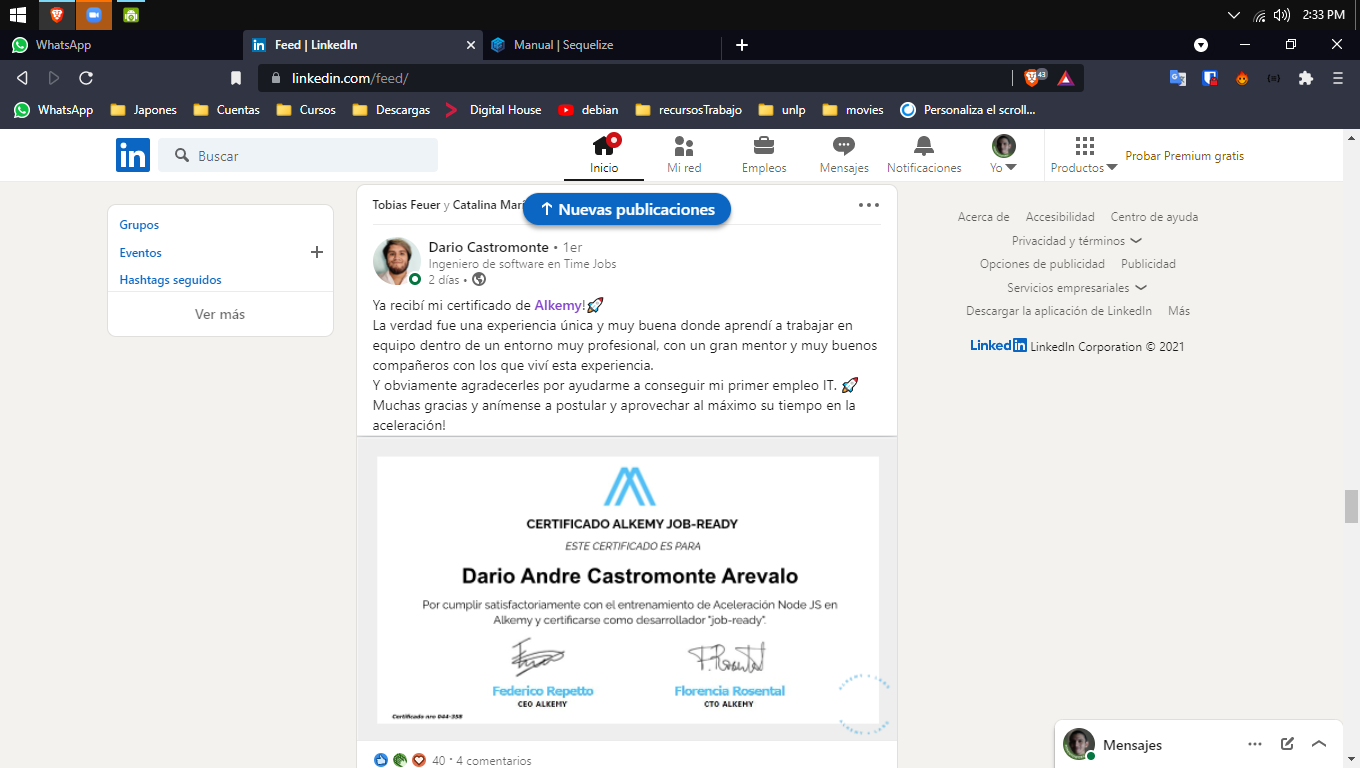 2:33 PM
WhatsApp
Feed | LinkedIn
Manual | Sequelize
linkedin.com/feed/
43
WhatsApp
Japones
Cuentas
Cursos
Descargas
Digital House
debian
recursosTrabajo
unlp
movies
Personaliza el scroll...
in
Buscar
Inicio
Mi red
Empleos
Mensajes
Notificaciones
Yo
Productos
Probar Premium gratis
Grupos
Eventos
Hashtags seguidos
Ver más
Tobias Feuer y Catalina Marí
↑ Nuevas publicaciones
Dario Castromonte • 1er
Ingeniero de software en Time Jobs
2 días •
Ya recibí mi certificado de Alkemy!🚀
La verdad fue una experiencia única y muy buena donde aprendí a trabajar en
equipo dentro de un entorno muy profesional, con un gran mentor y muy buenos
compañeros con los que viví esta experiencia.
Y obviamente agradecerles por ayudarme a conseguir mi primer empleo IT. 🚀
Muchas gracias y anímense a postular y aprovechar al máximo su tiempo en la
aceleración!
CERTIFICADO ALKEMY JOB-READY
ESTE CERTIFICADO ES PARA
Dario Andre Castromonte Arevalo
Por cumplir satisfactoriamente con el entrenamiento de Aceleración Node JS en
Alkemy y certificarse como desarrollador "job-ready".
F. Rosental
Federico Repetto
CEO ALKEMY
Florencia Rosental
CTO ALKEMY
Certificado nro 044-358
40 • 4 comentarios
Acerca de
Accesibilidad
Centro de ayuda
Privacidad y términos
Opciones de publicidad
Publicidad
Servicios empresariales
Descargar la aplicación de LinkedIn
Más
LinkedIn LinkedIn Corporation © 2021
Mensajes